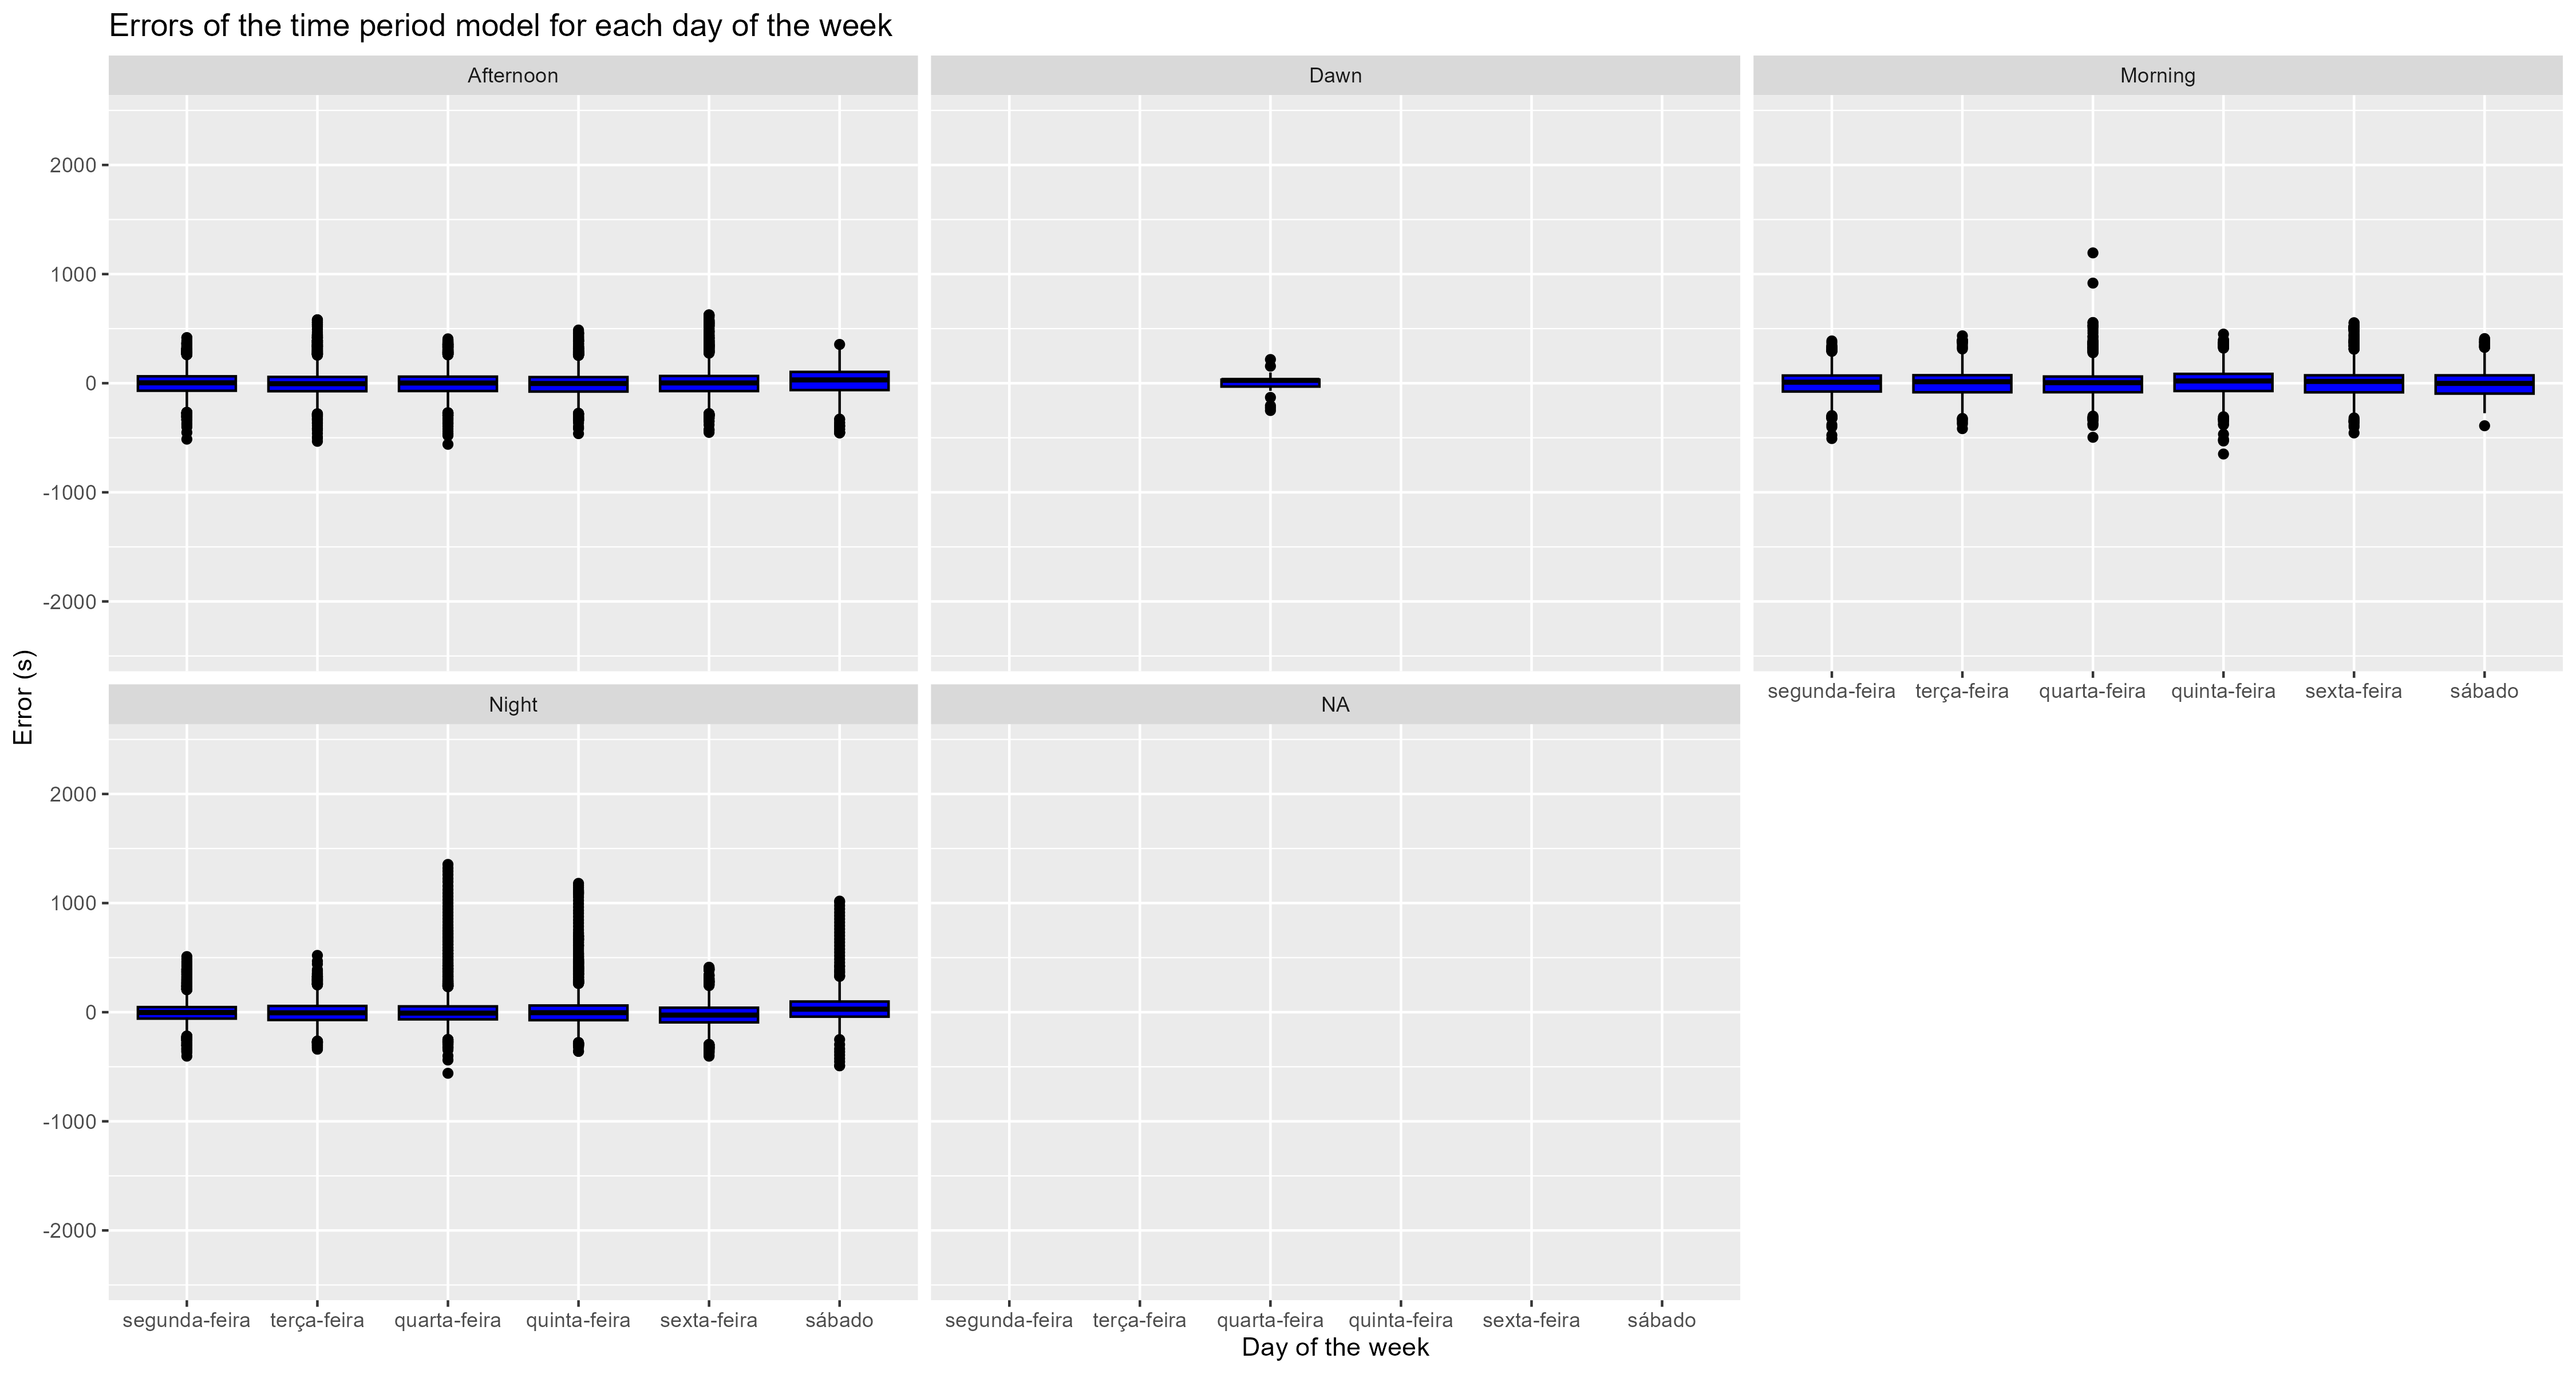 Errors of the time period model for each day of the week
Afternoon
Dawn
Morning
2000
1000
0
-1000
-2000
segunda-feira terça-feira quarta-feira quinta-feira sexta-feira sábado
Error (s)
Night
NA
2000
1000
0
-1000
-2000
segunda-feira terça-feira quarta-feira quinta-feira sexta-feira sábado
segunda-feira terça-feira quarta-feira quinta-feira sexta-feira sábado
Day of the week